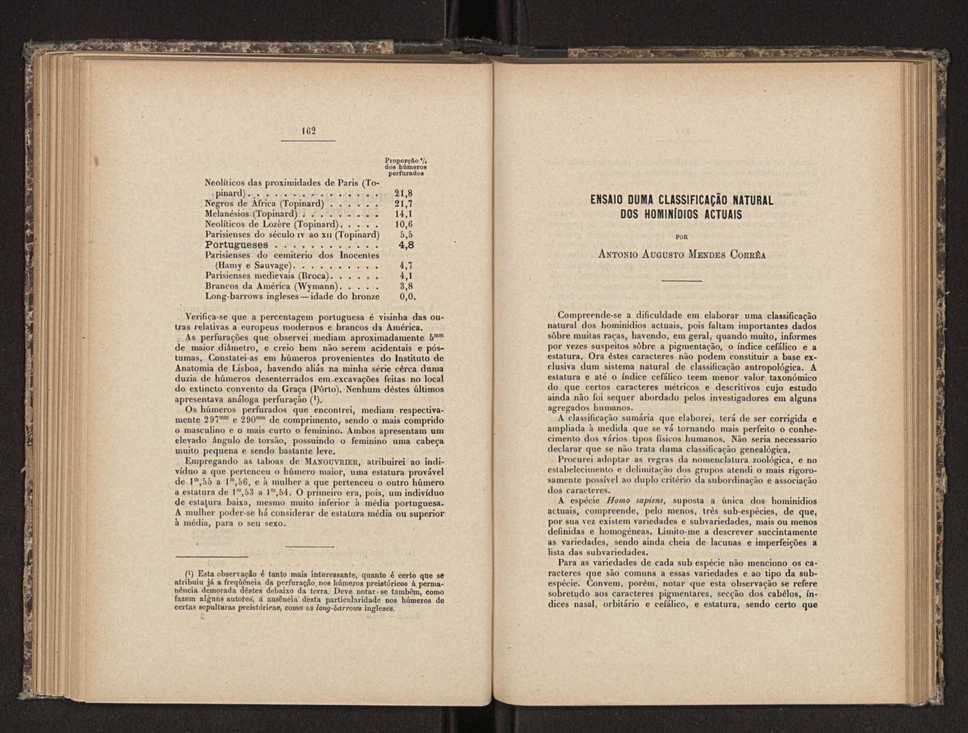 162
Proporção %
dos húmeros
perfurados
Neolíticos das proximidades de Paris (To-
pinard). . . . . . . . . . . . . . . . 21,8
Negros de África (Topinard) . . . . . . 21,7
Melanésios (Topinard) . . . . . . . . . 14,1
Neolíticos de Lozère (Topinard). . . . . 10,6
Parisienses do século IV ao XII (Topinard) 5,5
Portugueses . . . . . . . . . . . . 4,8
Parisienses do cemiterio dos Inocentes
(Hamy e Sauvage). . . . . . . . . . 4,7
Parisienses medievais (Broca). . . . . . 4,1
Brancos da América (Wymann). . . . . 3,8
Long-barrows ingleses — idade do bronze 0,0.
Verifica-se que a percentagem portuguesa é visinha das ou-
tras relativas a europeus modernos e brancos da América.
As perfurações que observei mediam aproximadamente 5mm
de maior diâmetro, e creio bem não serem acidentais e pós-
tumas. Constatei-as em húmeros provenientes do Instituto de
Anatomia de Lisboa, havendo aliás na minha série cêrca duma
duzia de húmeros desenterrados em escavações feitas no local
do extincto convento da Graça (Pôrto). Nenhum dêstes últimos
apresentava análoga perfuração (¹).
Os húmeros perfurados que encontrei, mediam respectiva-
mente 297mm e 290mm de comprimento, sendo o mais comprido
o masculino e o mais curto o feminino. Ambos apresentam um
elevado ângulo de torsão, possuindo o feminino uma cabeça
muito pequena e sendo bastante leve.
Empregando as taboas de MANOUVRIER, atribuirei ao indi-
víduo a que pertenceu o húmero maior, uma estatura provável
de 1m,55 a 1m,56, e à mulher a que pertenceu o outro húmero
a estatura de 1m,53 a 1m,54. O primeiro era, pois, um indivíduo
de estatura baixa, mesmo muito inferior à média portuguesa.
A mulher poder-se há considerar de estatura média ou superior
à média, para o seu sexo.
(¹) Esta observação é tanto mais interessante, quanto é certo que se
atribuiu já a freqüência da perfuração nos húmeros preistóricos à perma-
nência demorada dêstes debaixo da terra. Deve notar-se também, como
fazem alguns autores, a ausência desta particularidade nos húmeros de
certas sepulturas preistóricas, como os long-barrows ingleses.
ENSAIO DUMA CLASSIFICAÇÃO NATURAL
DOS HOMINÍDIOS ACTUAIS
POR
ANTONIO AUGUSTO MENDES CORRÊA
Compreende-se a dificuldade em elaborar uma classificação
natural dos hominídios actuais, pois faltam importantes dados
sôbre muitas raças, havendo, em geral, quando muito, informes
por vezes suspeitos sôbre a pigmentação, o índice cefálico e a
estatura. Ora êstes caracteres não podem constituir a base ex-
clusiva dum sistema natural de classificação antropológica. A
estatura e até o índice cefálico teem menor valor taxonómico
do que certos caracteres métricos e descritivos cujo estudo
ainda não foi sequer abordado pelos investigadores em alguns
agregados humanos.
A classificação sumária que elaborei, terá de ser corrigida e
ampliada à medida que se vá tornando mais perfeito o conhe-
cimento dos vários tipos físicos humanos. Não seria necessario
declarar que se não trata duma classificação genealógica.
Procurei adoptar as regras da nomenclatura zoológica, e no
estabelecimento e delimitação dos grupos atendi o mais rigoro-
samente possível ao duplo critério da subordinação e associação
dos caracteres.
A espécie Homo sapiens, suposta a única dos hominídios
actuais, compreende, pelo menos, três sub-espécies, de que,
por sua vez existem variedades e subvariedades, mais ou menos
definidas e homogéneas. Limito-me a descrever succintamente
as variedades, sendo ainda cheia de lacunas e imperfeições a
lista das subvariedades.
Para as variedades de cada sub espécie não menciono os ca-
racteres que são comuns a essas variedades e ao tipo da sub-
espécie. Convem, porêm, notar que esta observação se refere
sobretudo aos caracteres pigmentares, secção dos cabêlos, ín-
dices nasal, orbitário e cefálico, e estatura, sendo certo que